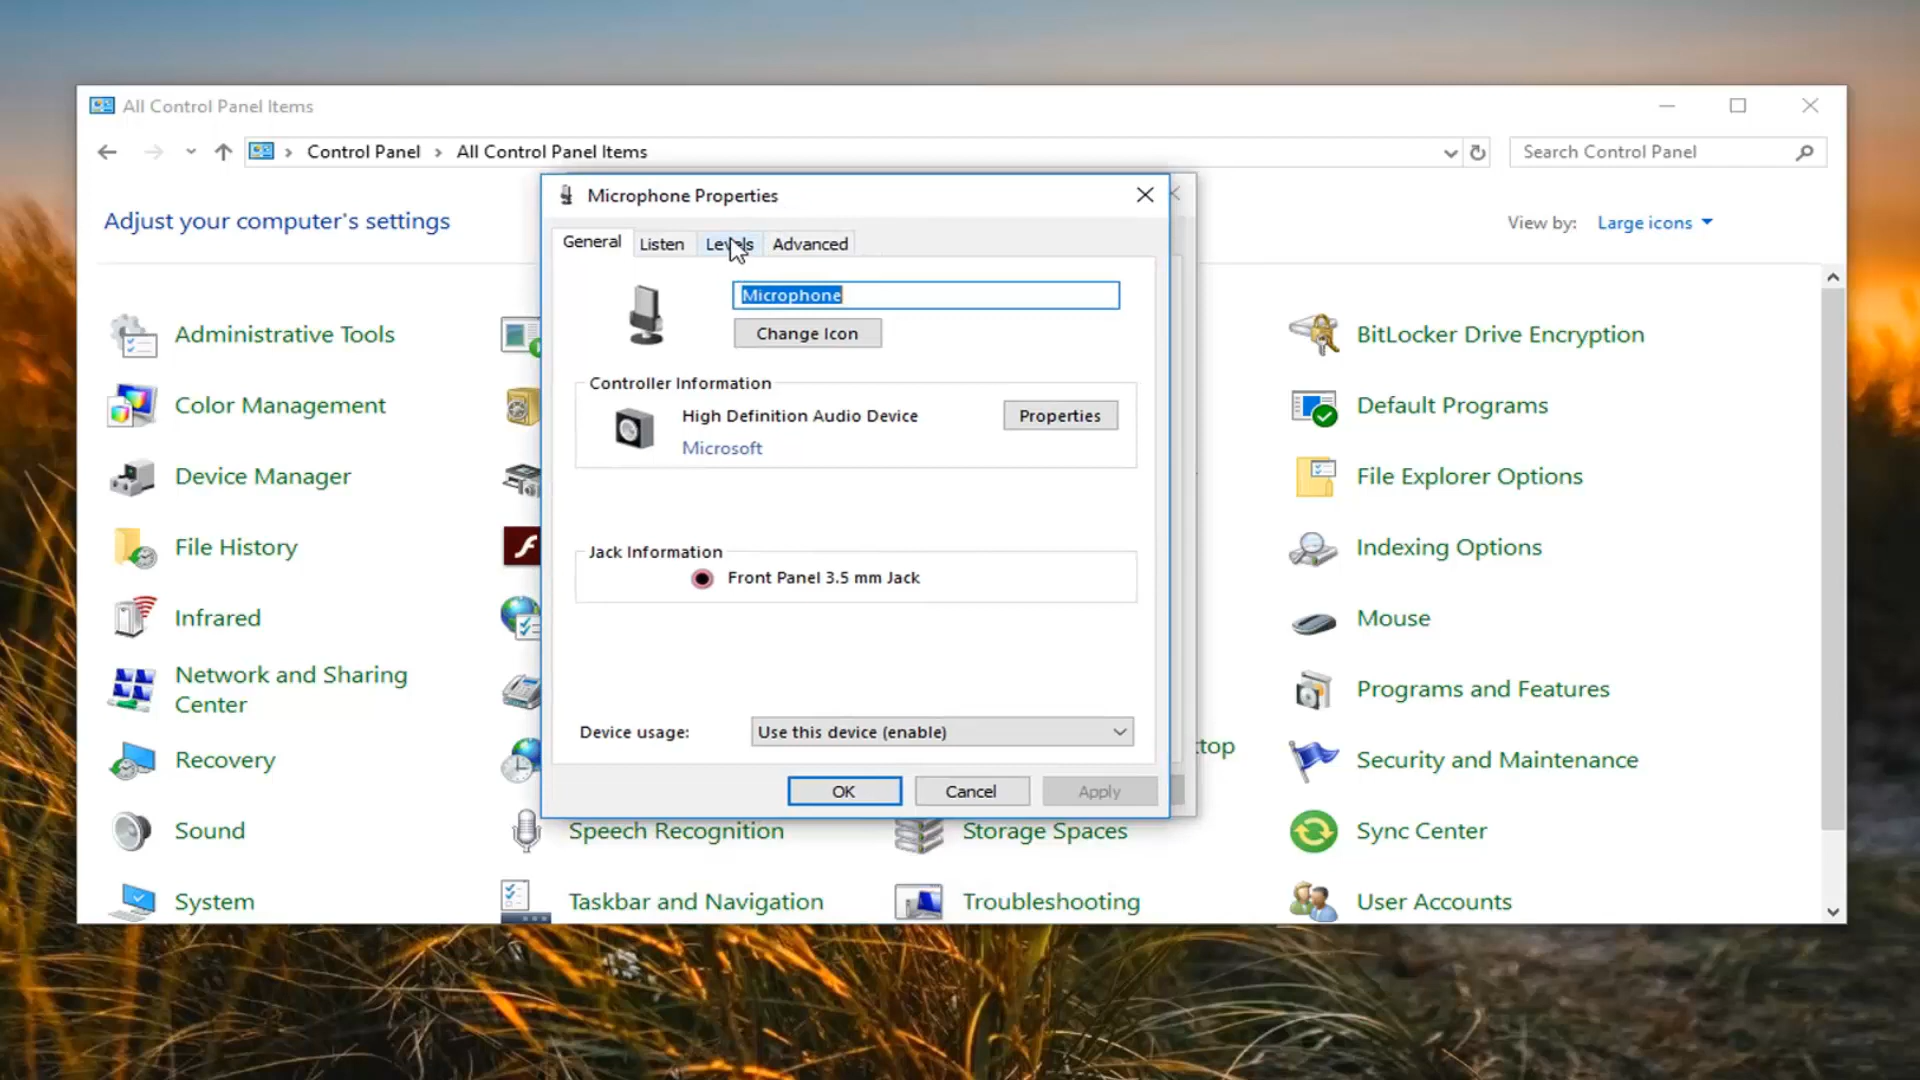 All Control Panel Items
Control Panel
All Control Panel Items
Search Control Panel
Adjust your computer's settings
View by:
Large icons
Microphone Properties
General
Listen
Levels
Advanced
Microphone
Change Icon
Controller Information
High Definition Audio Device
Microsoft
Properties
Jack Information
Front Panel 3.5 mm Jack
Device usage:
Use this device (enable)
OK
Cancel
Apply
Administrative Tools
BitLocker Drive Encryption
Color Management
Default Programs
Device Manager
File Explorer Options
File History
Indexing Options
Infrared
Mouse
Network and Sharing
Center
Programs and Features
Recovery
Security and Maintenance
Sound
Speech Recognition
Storage Spaces
Sync Center
System
Taskbar and Navigation
Troubleshooting
User Accounts